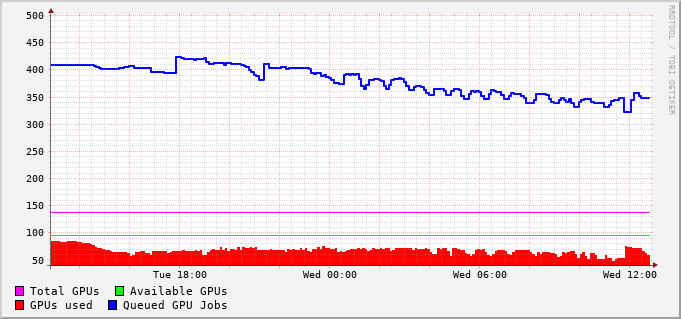 500
450
400
350
300
250
200
150
100
50
Tue 18:00 Wed 00:00 Wed 06:00 Wed 12:00
Total GPUs Available GPUs
GPUs used Queued GPU Jobs
RRDTOOL / TOBI OETIKER